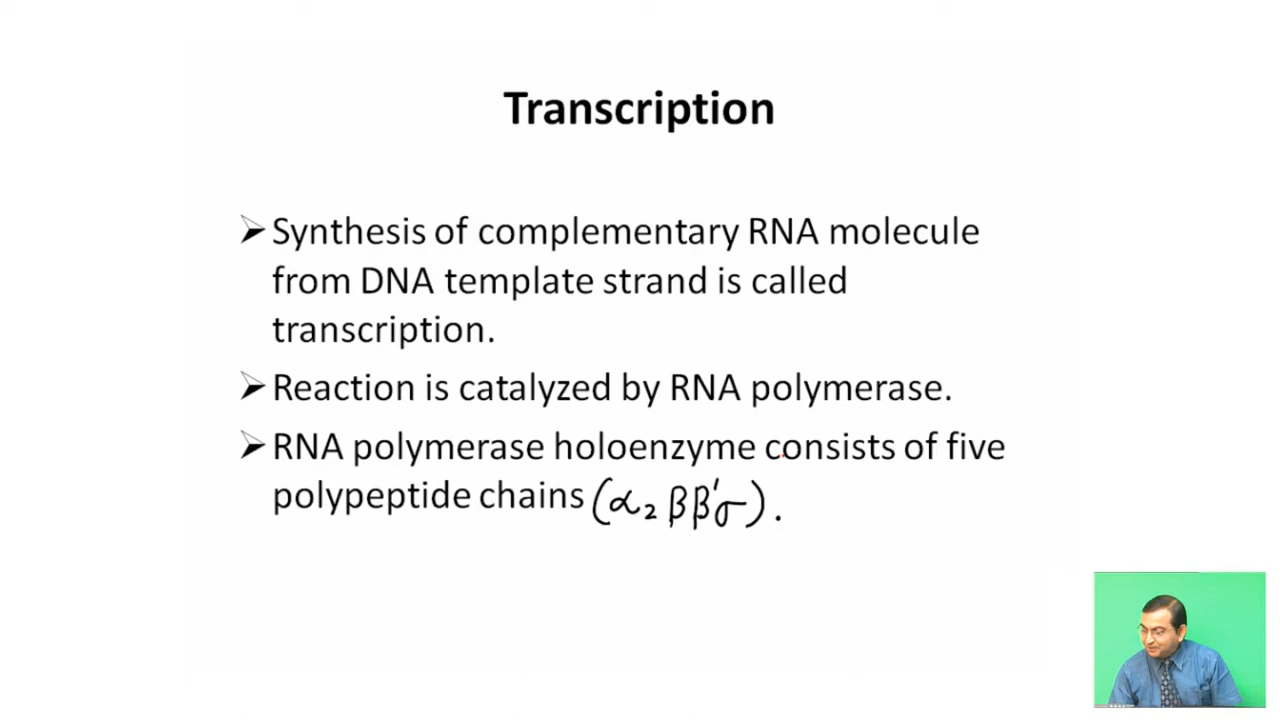 Transcription
➢ Synthesis of complementary RNA molecule
from DNA template strand is called
transcription.
➢ Reaction is catalyzed by RNA polymerase.
➢ RNA polymerase holoenzyme consists of five
polypeptide chains (α₂ββ'σ).